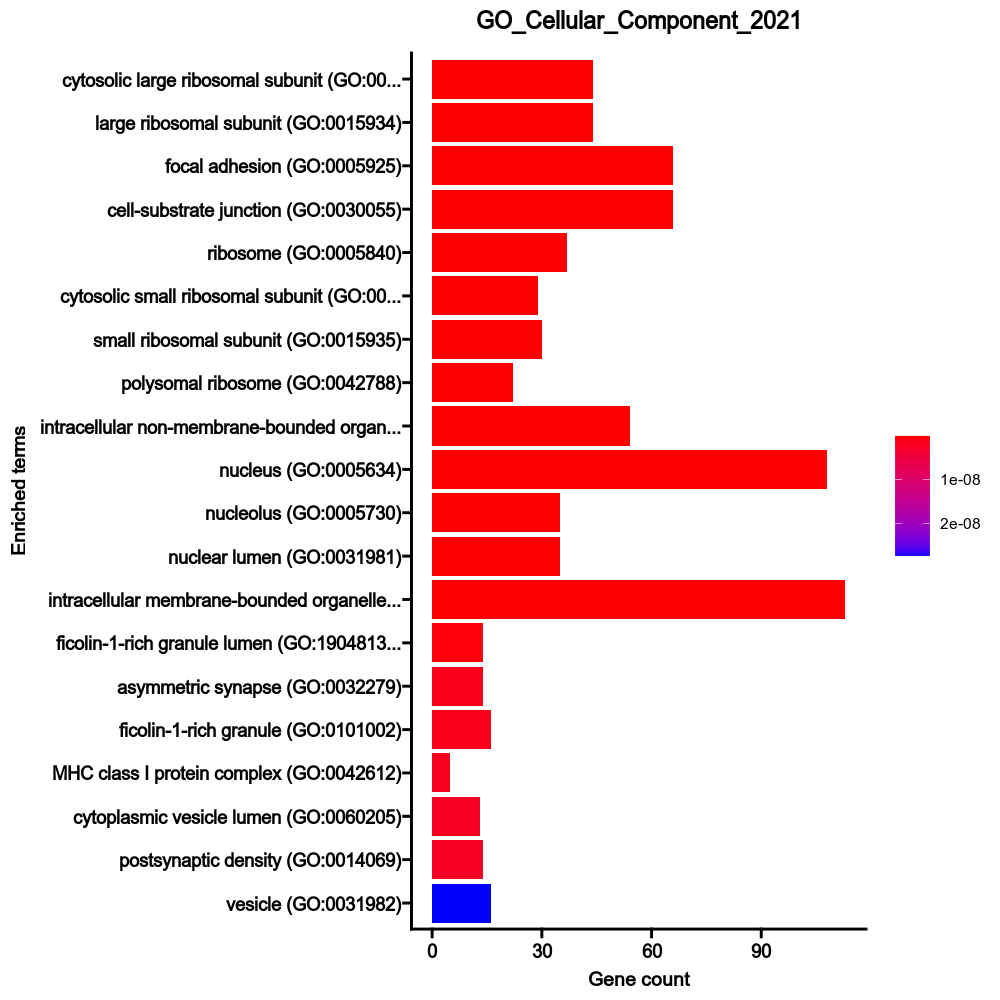 GO_Cellular_Component_2021
cytosolic large ribosomal subunit (GO:00...
large ribosomal subunit (GO:0015934)
focal adhesion (GO:0005925)
cell-substrate junction (GO:0030055)
ribosome (GO:0005840)
cytosolic small ribosomal subunit (GO:00...
small ribosomal subunit (GO:0015935)
polysomal ribosome (GO:0042788)
intracellular non-membrane-bounded organ...
nucleus (GO:0005634)
nucleolus (GO:0005730)
nuclear lumen (GO:0031981)
intracellular membrane-bounded organelle...
ficolin-1-rich granule lumen (GO:1904813...
asymmetric synapse (GO:0032279)
ficolin-1-rich granule (GO:0101002)
MHC class I protein complex (GO:0042612)
cytoplasmic vesicle lumen (GO:0060205)
postsynaptic density (GO:0014069)
vesicle (GO:0031982)
Enriched terms
0 30 60 90
Gene count
1e-08
2e-08